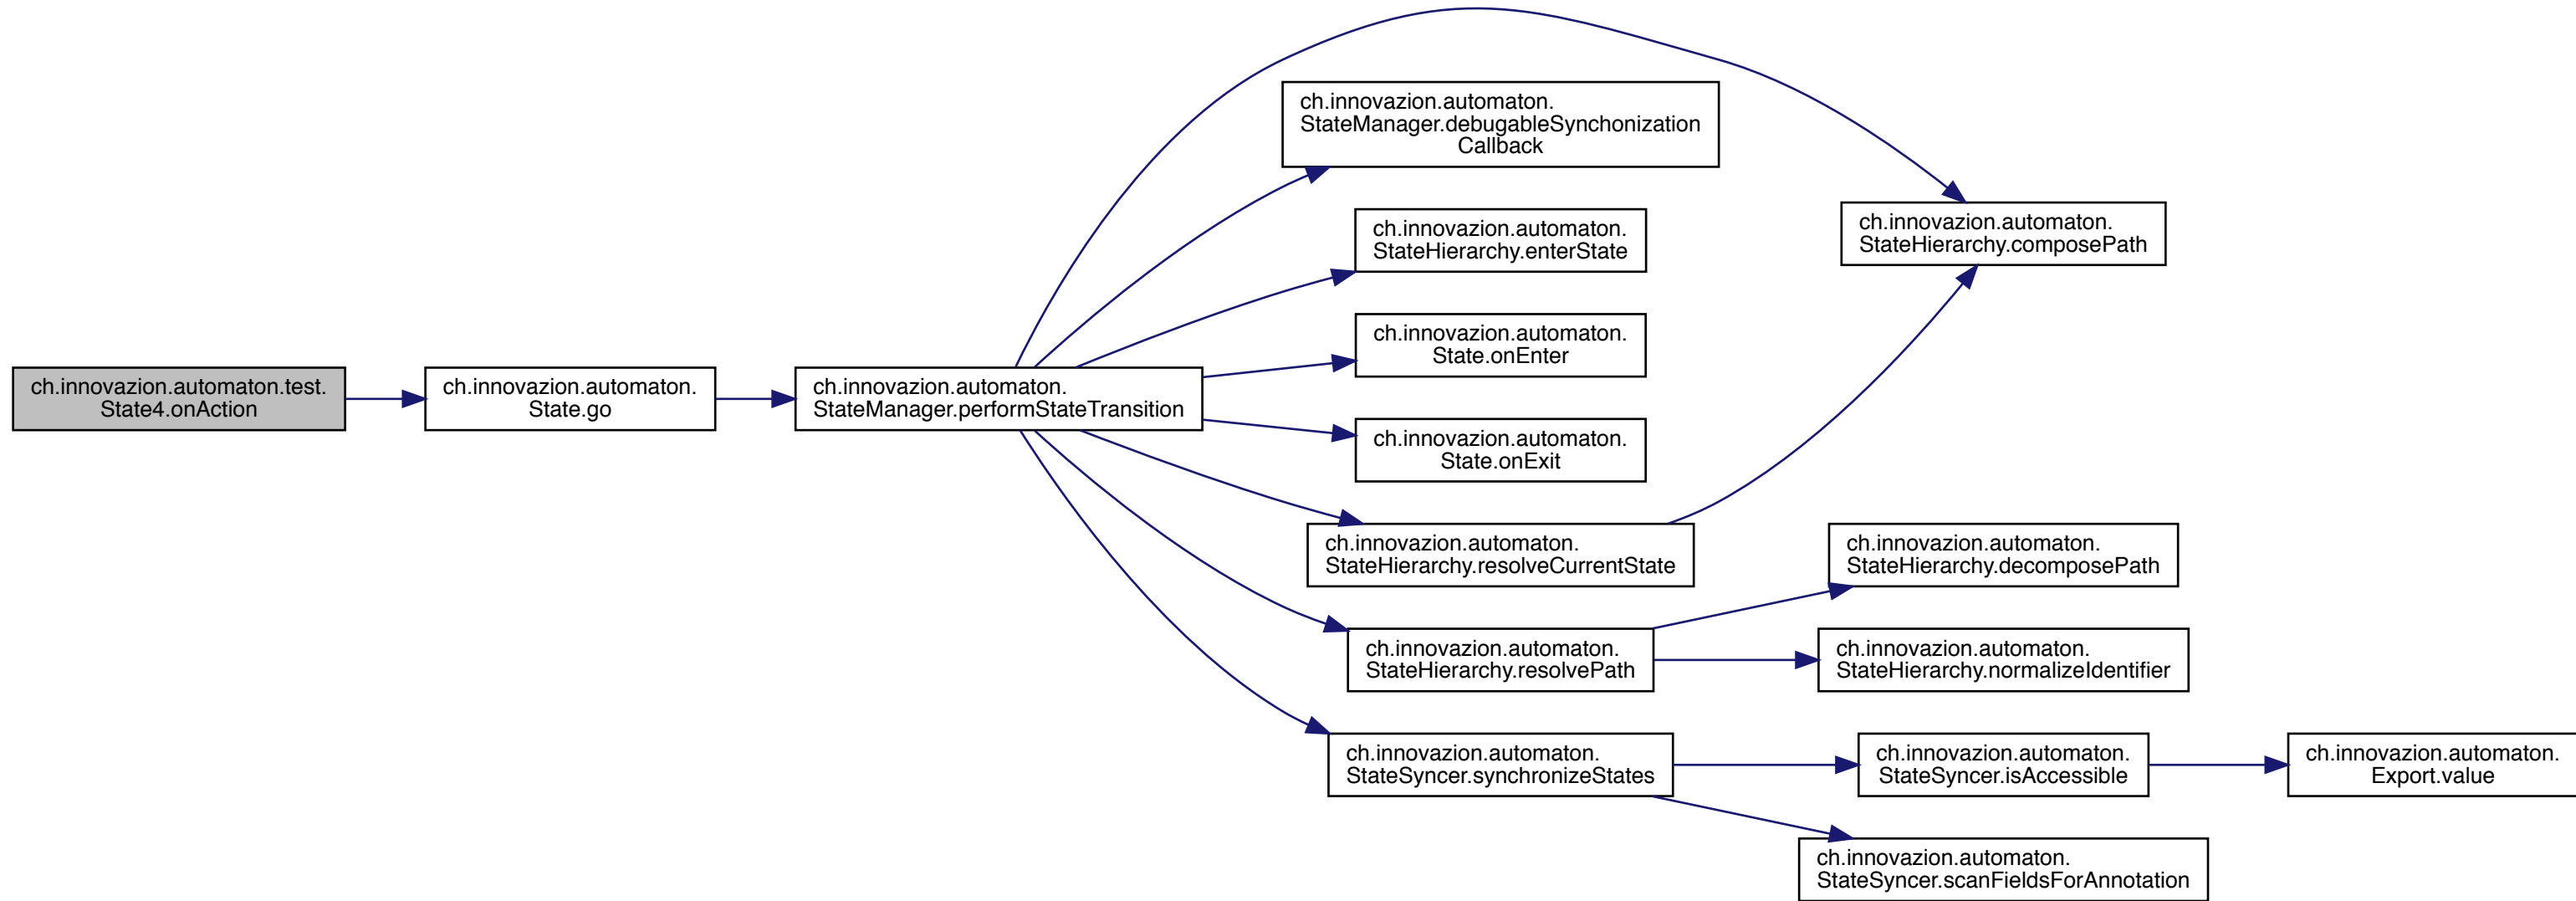 ch.innovazion.automaton.test.
State4.onAction
ch.innovazion.automaton.
State.go
ch.innovazion.automaton.
StateManager.performStateTransition
ch.innovazion.automaton.
StateManager.debugableSynchonization
Callback
ch.innovazion.automaton.
StateHierarchy.enterState
ch.innovazion.automaton.
State.onEnter
ch.innovazion.automaton.
State.onExit
ch.innovazion.automaton.
StateHierarchy.resolveCurrentState
ch.innovazion.automaton.
StateHierarchy.resolvePath
ch.innovazion.automaton.
StateSyncer.synchronizeStates
ch.innovazion.automaton.
StateHierarchy.composePath
ch.innovazion.automaton.
StateHierarchy.decomposePath
ch.innovazion.automaton.
StateHierarchy.normalizeIdentifier
ch.innovazion.automaton.
StateSyncer.isAccessible
ch.innovazion.automaton.
StateSyncer.scanFieldsForAnnotation
ch.innovazion.automaton.
Export.value